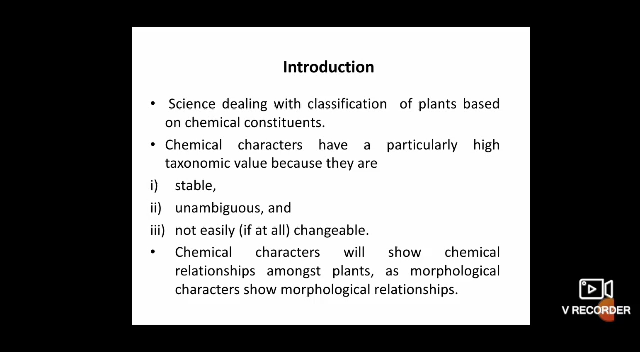 Introduction
• Science dealing with classification of plants based
on chemical constituents.
• Chemical characters have a particularly high
taxonomic value because they are
i) stable,
ii) unambiguous, and
iii) not easily (if at all) changeable.
• Chemical characters will show chemical
relationships amongst plants, as morphological
characters show morphological relationships.
V RECORDER